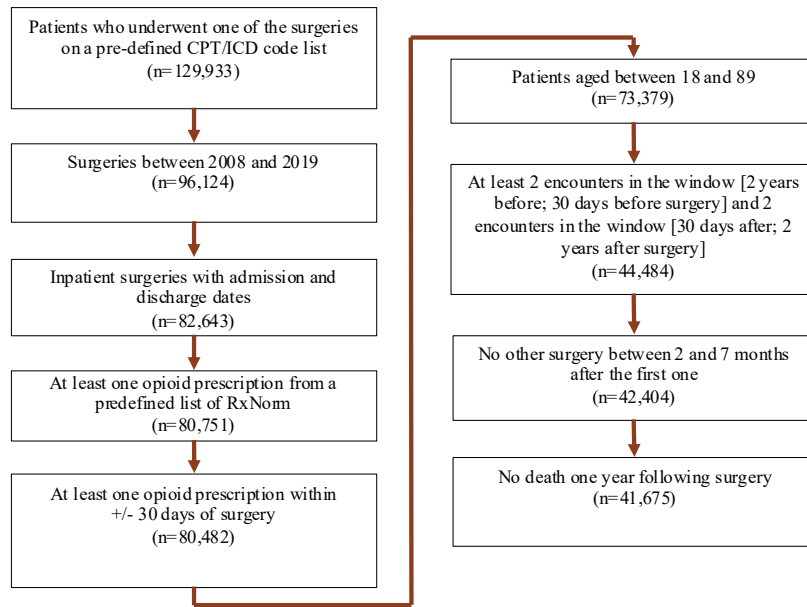 Patients who underwent one of the surgeries
on a pre-defined CPT/ICD code list
(n=129,933)
Surgeries between 2008 and 2019
(n=96,124)
Inpatient surgeries with admission and
discharge dates
(n=82,643)
At least one opioid prescription from a
predefined list of RxNorm
(n=80,751)
At least one opioid prescription within
+/- 30 days of surgery
(n=80,482)
Patients aged between 18 and 89
(n=73,379)
At least 2 encounters in the window [2 years
before; 30 days before surgery] and 2
encounters in the window [30 days after; 2
years after surgery]
(n=44,484)
No other surgery between 2 and 7 months
after the first one
(n=42,404)
No death one year following surgery
(n=41,675)